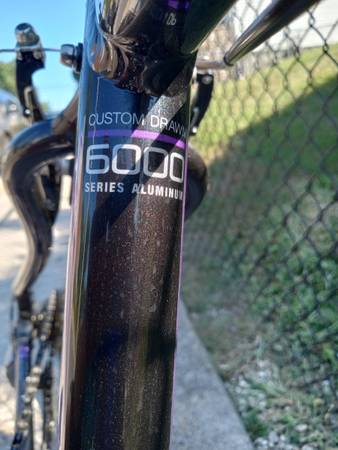 CUSTOM DRAWN
6000
SERIES ALUMINUM